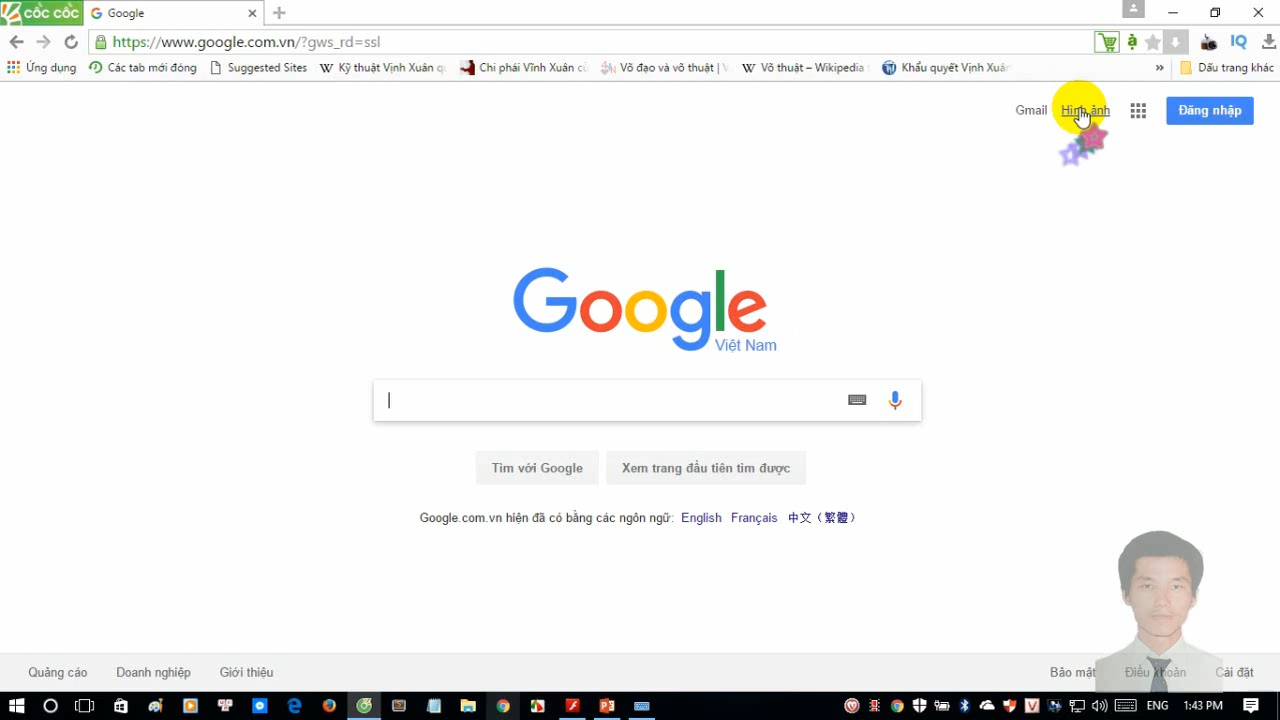 cốc cốc Google
https://www.google.com.vn/?gws_rd=ssl IQ
Ứng dụng Các tab mới đóng Suggested Sites Kỹ thuật Vịnh Xuân Chi phái Vĩnh Xuân Võ đạo và võ thuật | Võ thuật – Wikipedia Khẩu quyết Vịnh Xuân » Dấu trang khác
Gmail Hình ảnh Đăng nhập
Google
Việt Nam
Tìm với Google Xem trang đầu tiên tìm được
Google.com.vn hiện đã có bằng các ngôn ngữ: English Français 中文（繁體）
Quảng cáo Doanh nghiệp Giới thiệu Bảo mật Điều khoản Cài đặt
ENG 1:43 PM